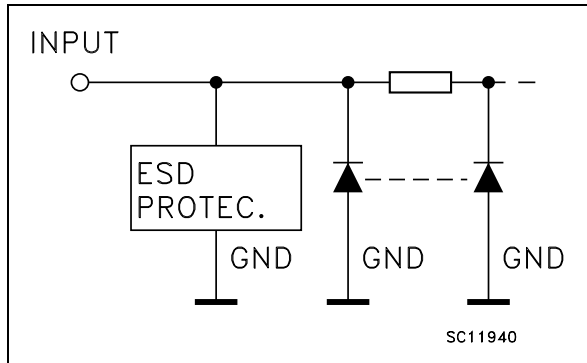 INPUT
ESD
PROTEC.
GND
GND
GND
SC11940